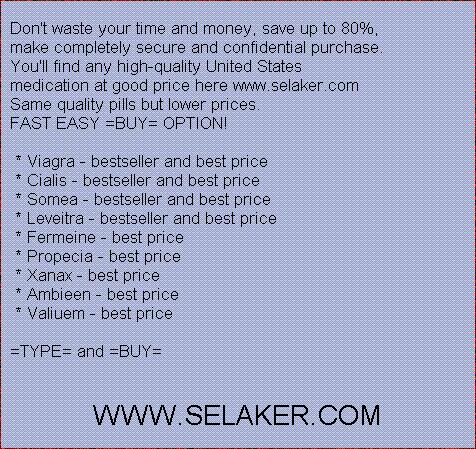 Don't waste your time and money, save up to 80%,
make completely secure and confidential purchase.
You'll find any high-quality United States
medication at good price here www.selaker.com
Same quality pills but lower prices.
FAST EASY =BUY= OPTION!
* Viagra - bestseller and best price
* Cialis - bestseller and best price
* Somea - bestseller and best price
* Leveitra - bestseller and best price
* Fermeine - best price
* Propecia - best price
* Xanax - best price
* Ambieen - best price
* Valiuem - best price
=TYPE= and =BUY=
WWW.SELAKER.COM